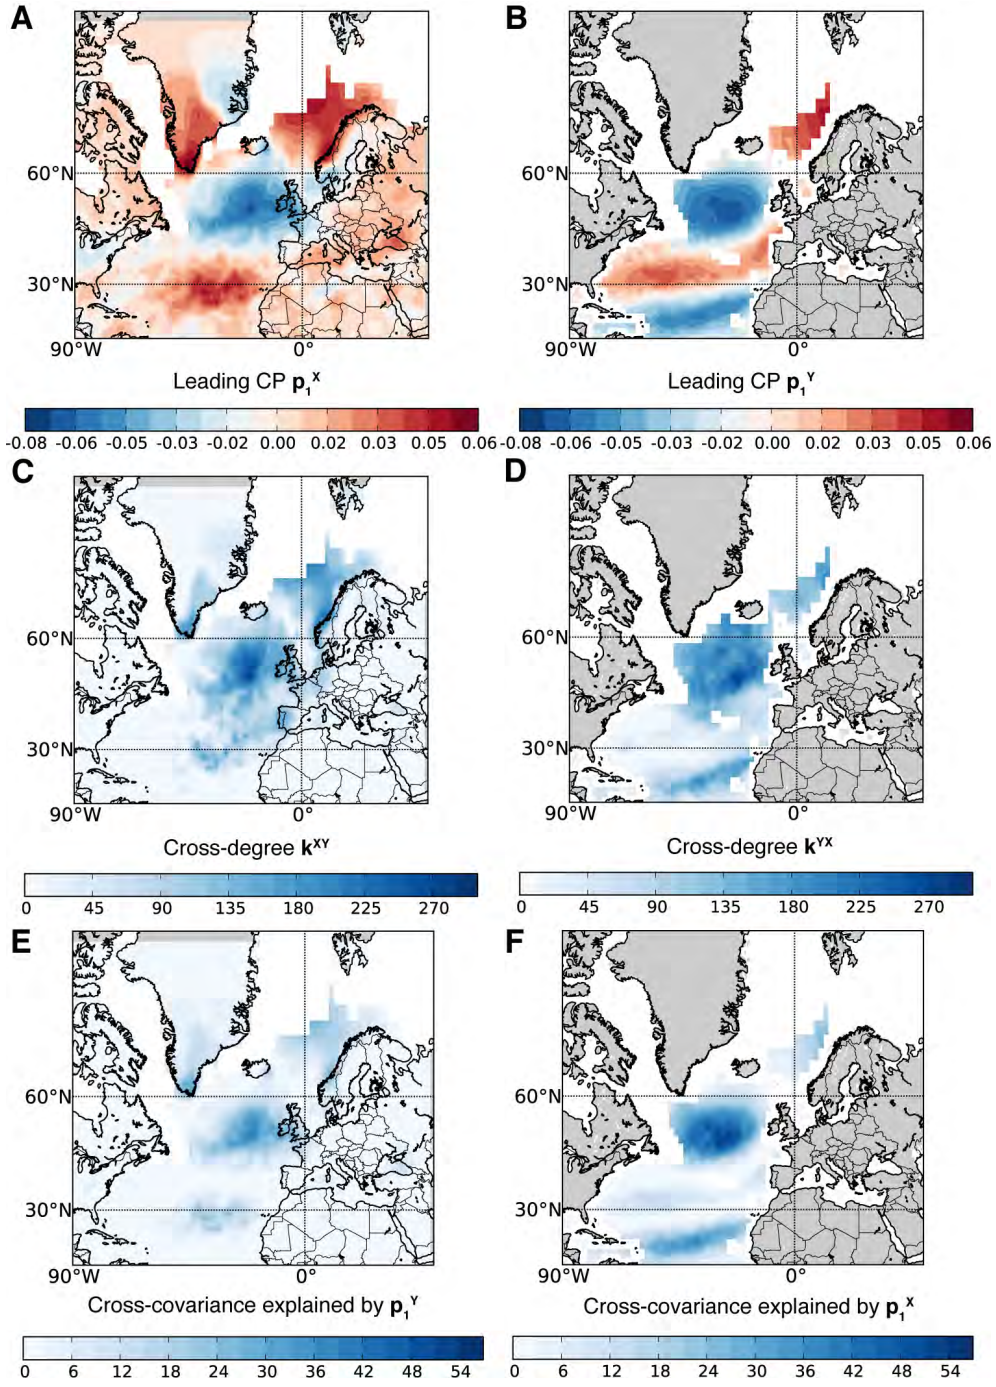 A
B
60°N
60°N
30°N
30°N
90°W 0°
90°W 0°
Leading CP p₁ˣ
Leading CP p₁ʸ
-0.08 -0.06 -0.05 -0.03 -0.02 0.00 0.02 0.03 0.05 0.06
-0.08 -0.06 -0.05 -0.03 -0.02 0.00 0.02 0.03 0.05 0.06
C
D
60°N
60°N
30°N
30°N
90°W 0°
90°W 0°
Cross-degree kˣʸ
Cross-degree kʸˣ
0 45 90 135 180 225 270
0 45 90 135 180 225 270
E
F
60°N
60°N
30°N
30°N
90°W 0°
90°W 0°
Cross-covariance explained by p₁ʸ
Cross-covariance explained by p₁ˣ
0 6 12 18 24 30 36 42 48 54
0 6 12 18 24 30 36 42 48 54